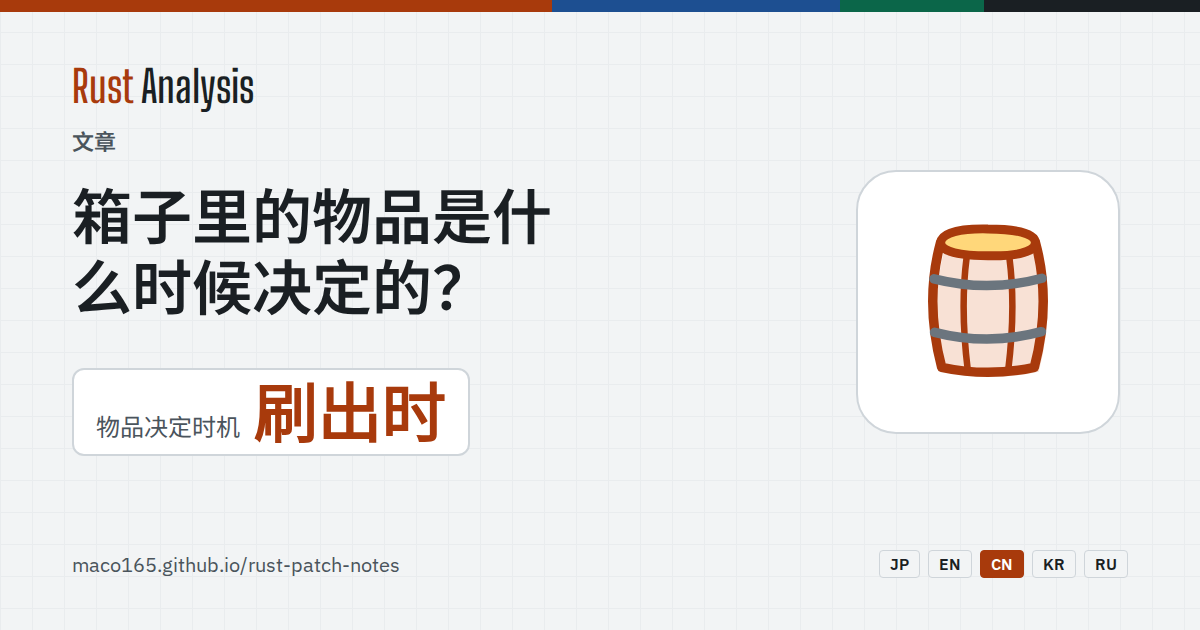 Rust Analysis
文章
箱子里的物品是什
么时候决定的？
物品决定时机 刷出时
maco165.github.io/rust-patch-notes
JP EN CN KR RU